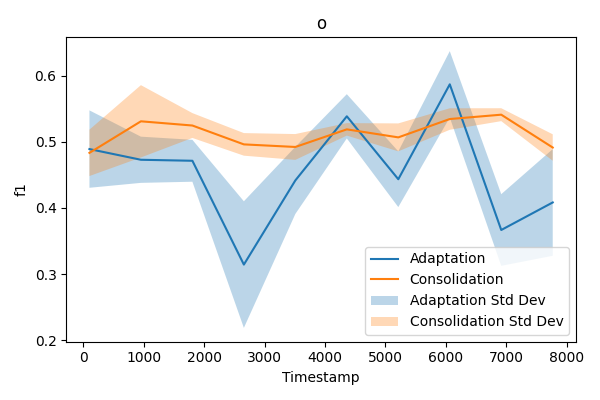 o
f1
0.6
0.5
0.4
0.3
0.2
Adaptation
Consolidation
Adaptation Std Dev
Consolidation Std Dev
0 1000 2000 3000 4000 5000 6000 7000 8000
Timestamp